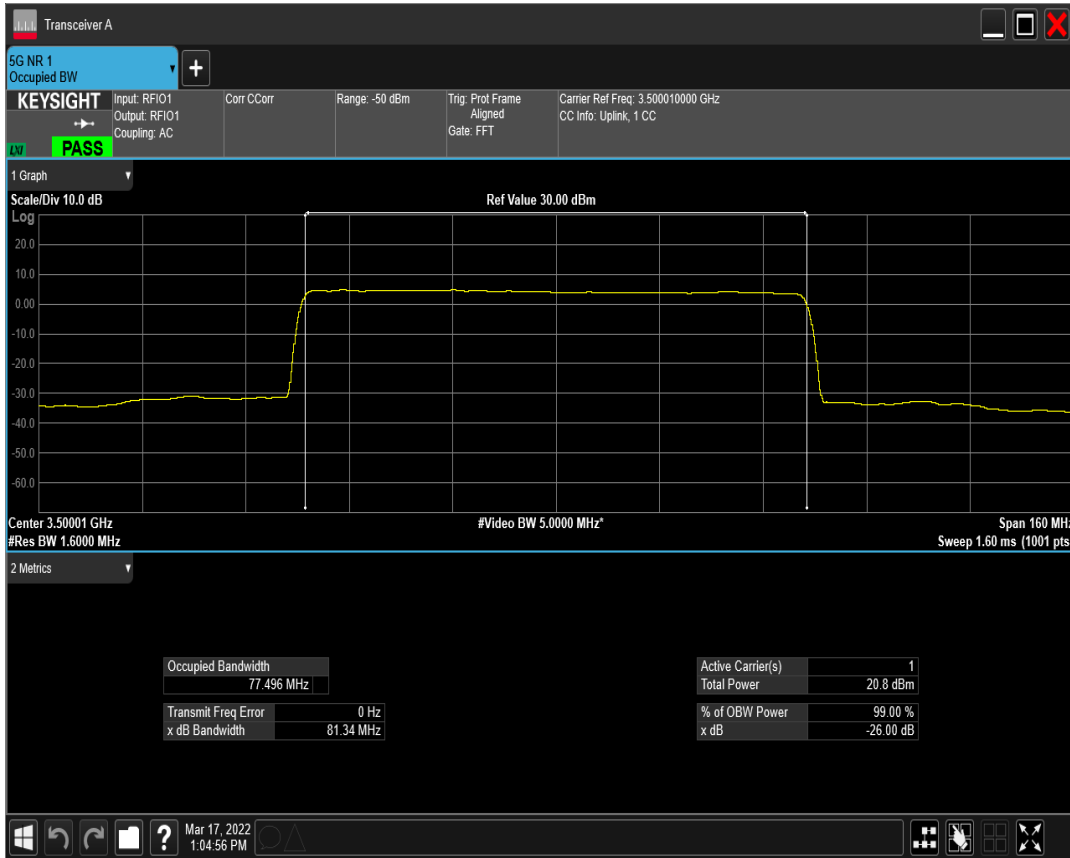 Transceiver A
5G NR 1
Occupied BW
+
KEYSIGHT
LXI
PASS
Input: RFIO1
Output: RFIO1
Coupling: AC
Corr CCorr
Range: -50 dBm
Trig: Prot Frame
Aligned
Gate: FFT
Carrier Ref Freq: 3.500010000 GHz
CC Info: Uplink, 1 CC
1 Graph
Scale/Div 10.0 dB
Ref Value 30.00 dBm
Log
20.0
10.0
0.00
-10.0
-20.0
-30.0
-40.0
-50.0
-60.0
Center 3.50001 GHz
#Video BW 5.0000 MHz*
Span 160 MHz
#Res BW 1.6000 MHz
Sweep 1.60 ms (1001 pts
2 Metrics
Occupied Bandwidth
77.496 MHz
Transmit Freq Error 0 Hz
x dB Bandwidth 81.34 MHz
Active Carrier(s) 1
Total Power 20.8 dBm
% of OBW Power 99.00 %
x dB -26.00 dB
?
Mar 17, 2022
1:04:56 PM